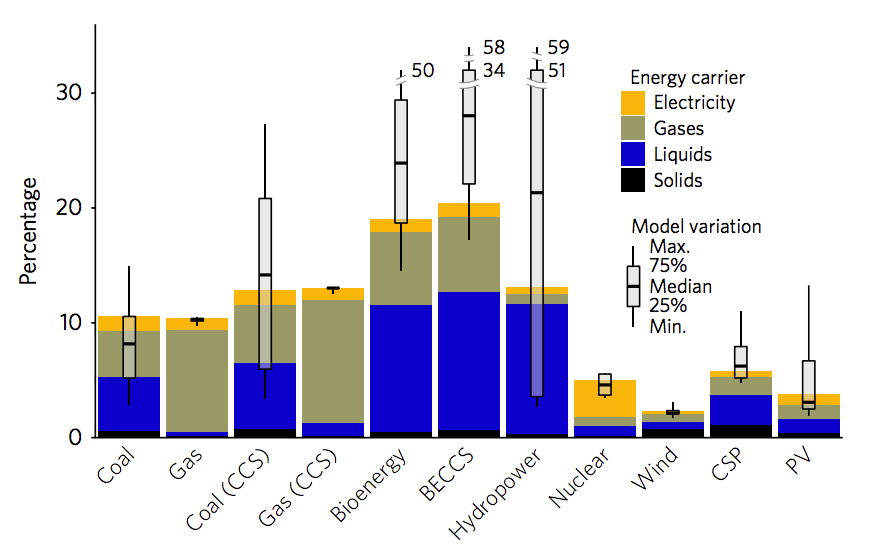 Percentage
30
20
10
0
50
58
34
59
51
Energy carrier
Electricity
Gases
Liquids
Solids
Model variation
Max.
75%
Median
25%
Min.
Coal
Gas
Coal (CCS)
Gas (CCS)
Bioenergy
BECCS
Hydropower
Nuclear
Wind
CSP
PV